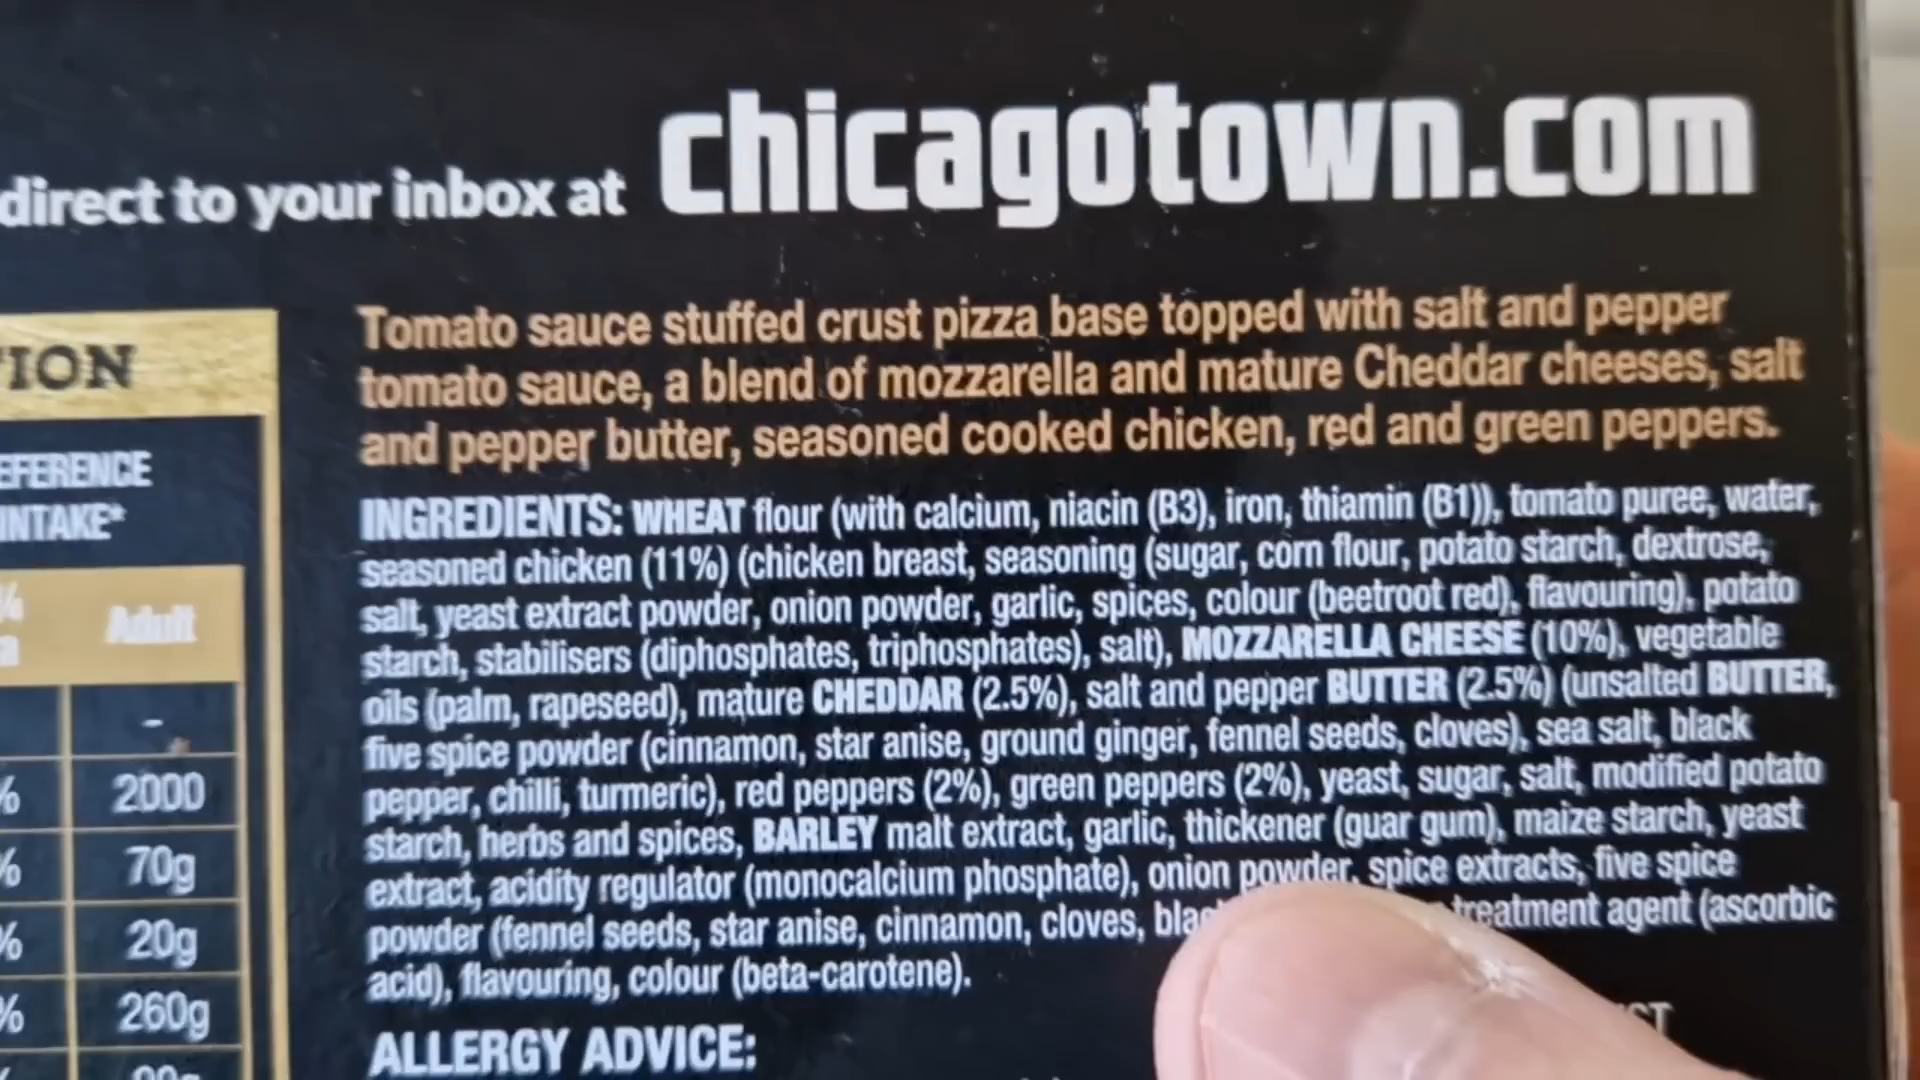 direct to your inbox at chicagotown.com
Tomato sauce stuffed crust pizza base topped with salt and pepper
tomato sauce, a blend of mozzarella and mature Cheddar cheeses, salt
and pepper butter, seasoned cooked chicken, red and green peppers.
INGREDIENTS: WHEAT flour (with calcium, niacin (B3), iron, thiamin (B1)), tomato puree, water,
seasoned chicken (11%) (chicken breast, seasoning (sugar, corn flour, potato starch, dextrose,
salt, yeast extract powder, onion powder, garlic, spices, colour (beetroot red), flavouring), potato
starch, stabilisers (diphosphates, triphosphates), salt), MOZZARELLA CHEESE (10%), vegetable
oils (palm, rapeseed), mature CHEDDAR (2.5%), salt and pepper BUTTER (2.5%) (unsalted BUTTER,
five spice powder (cinnamon, star anise, ground ginger, fennel seeds, cloves), sea salt, black
pepper, chilli, turmeric), red peppers (2%), green peppers (2%), yeast, sugar, salt, modified potato
starch, herbs and spices, BARLEY malt extract, garlic, thickener (guar gum), maize starch, yeast
extract, acidity regulator (monocalcium phosphate), onion powder, spice extracts, five spice
powder (fennel seeds, star anise, cinnamon, cloves, treatment agent (ascorbic
acid), flavouring, colour (beta-carotene).
ALLERGY ADVICE:
INTAKE*
Adult
-
% 2000
% 70g
% 20g
% 260g